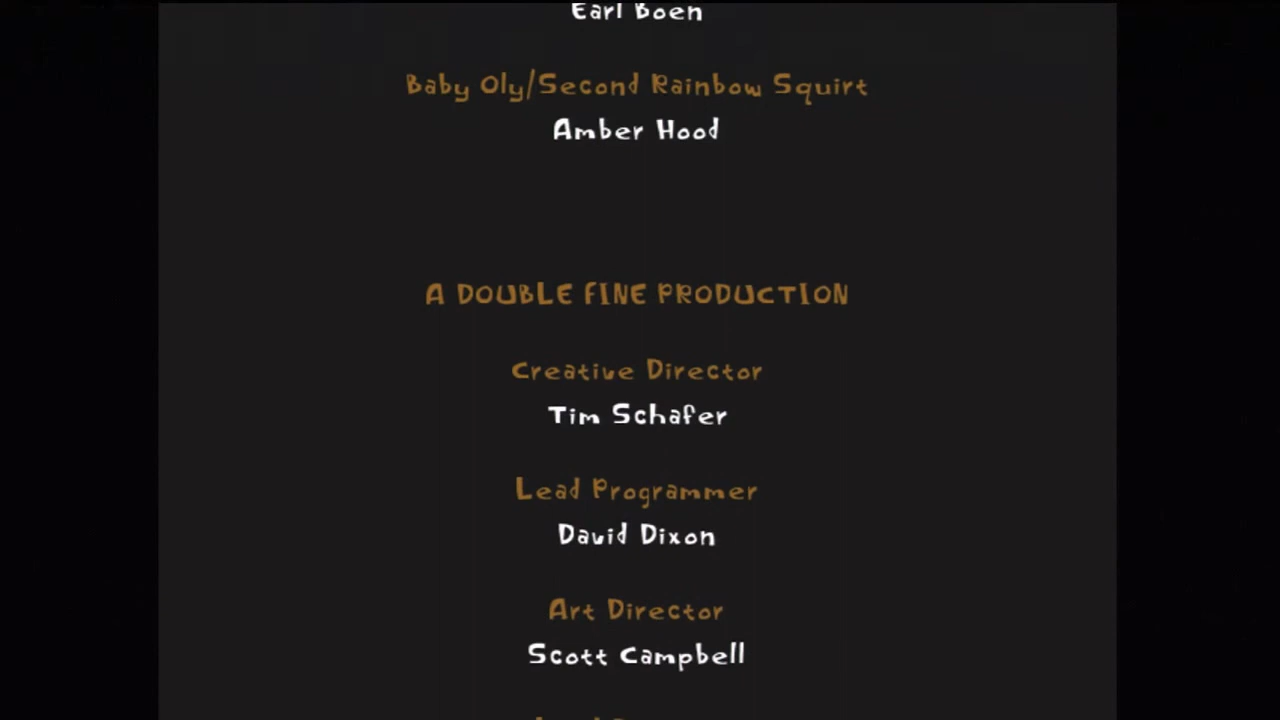 Earl Boen
Baby Oly/Second Rainbow Squirt
Amber Hood
A DOUBLE FINE PRODUCTION
Creative Director
Tim Schafer
Lead Programmer
David Dixon
Art Director
Scott Campbell